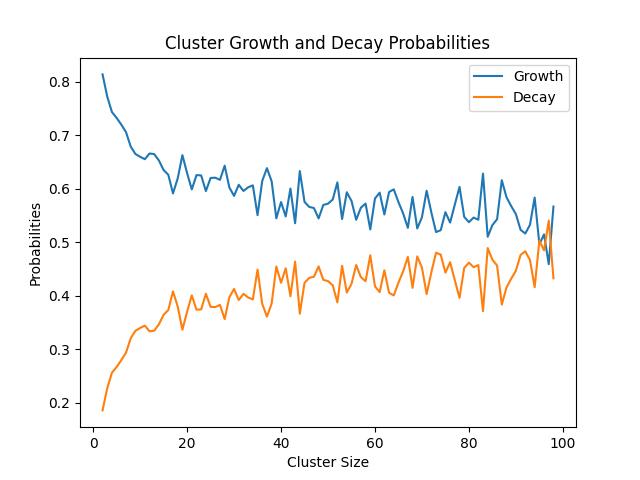 Cluster Growth and Decay Probabilities
Growth
Decay
0.8
0.7
0.6
0.5
0.4
0.3
0.2
Probabilities
0
20
40
60
80
100
Cluster Size